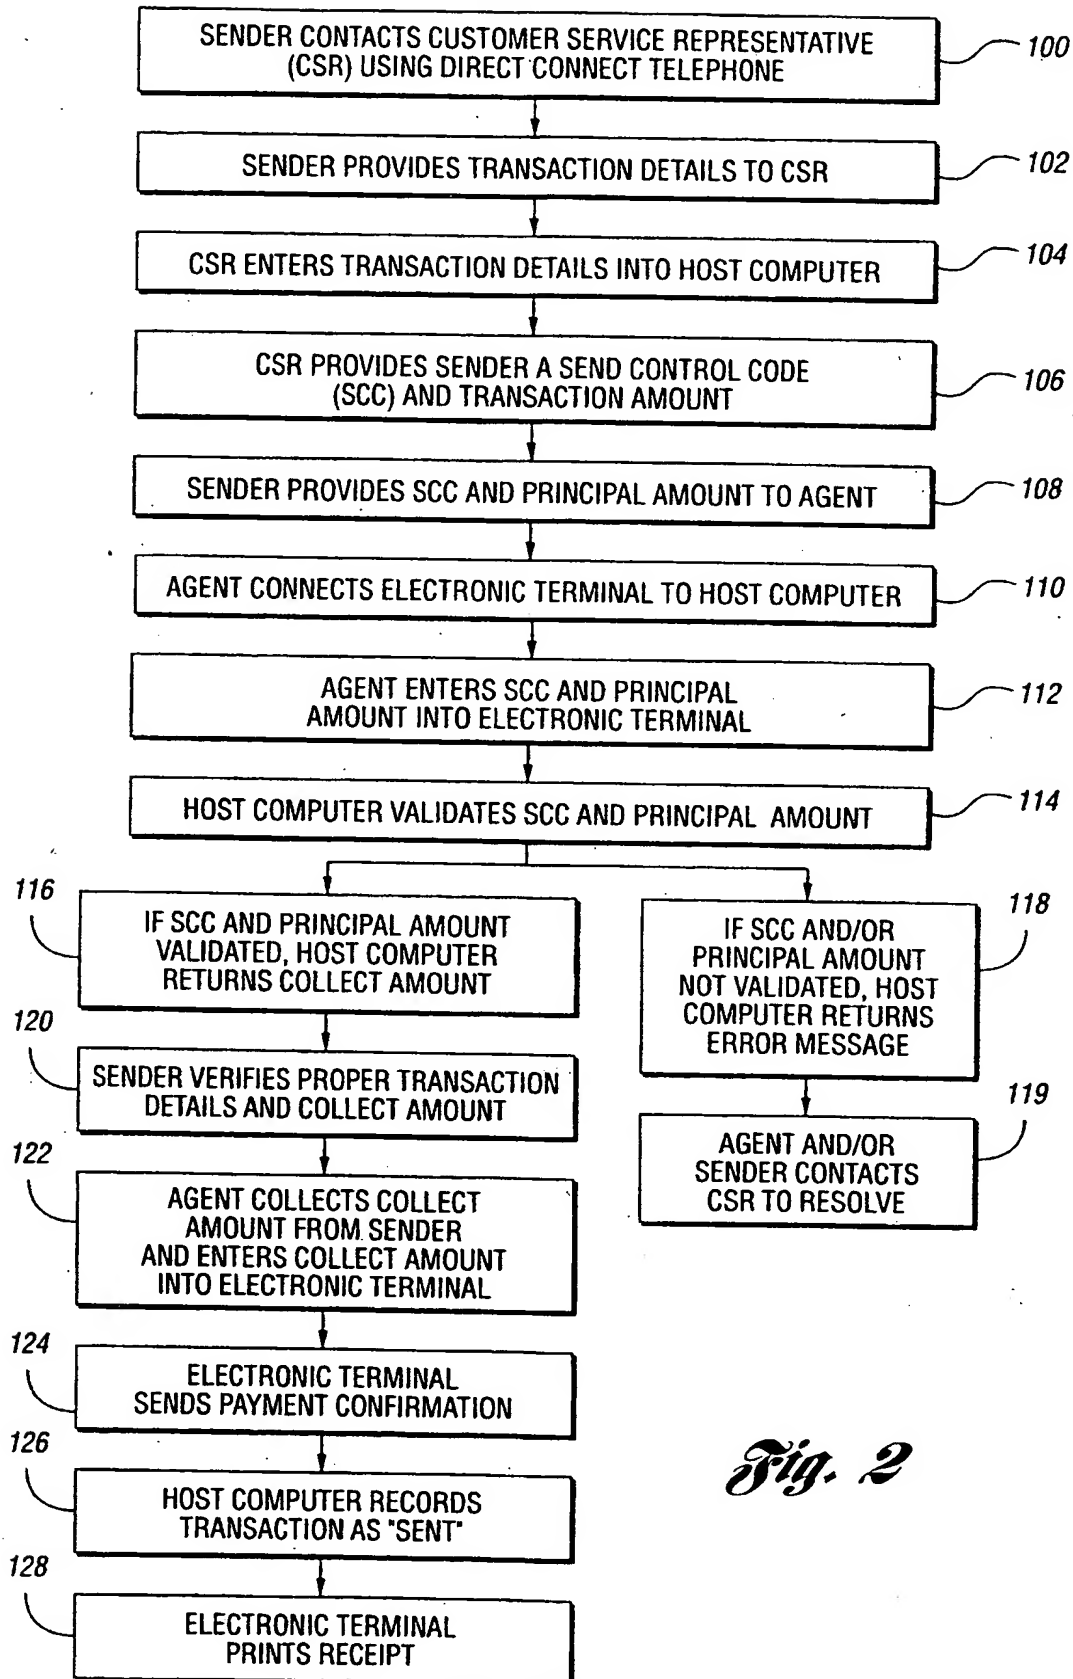 SENDER CONTACTS CUSTOMER SERVICE REPRESENTATIVE
(CSR) USING DIRECT CONNECT TELEPHONE
100
SENDER PROVIDES TRANSACTION DETAILS TO CSR
102
CSR ENTERS TRANSACTION DETAILS INTO HOST COMPUTER
104
CSR PROVIDES SENDER A SEND CONTROL CODE
(SCC) AND TRANSACTION AMOUNT
106
SENDER PROVIDES SCC AND PRINCIPAL AMOUNT TO AGENT
108
AGENT CONNECTS ELECTRONIC TERMINAL TO HOST COMPUTER
110
AGENT ENTERS SCC AND PRINCIPAL
AMOUNT INTO ELECTRONIC TERMINAL
112
HOST COMPUTER VALIDATES SCC AND PRINCIPAL AMOUNT
114
116
IF SCC AND PRINCIPAL AMOUNT
VALIDATED, HOST COMPUTER
RETURNS COLLECT AMOUNT
118
IF SCC AND/OR
PRINCIPAL AMOUNT
NOT VALIDATED, HOST
COMPUTER RETURNS
ERROR MESSAGE
120
SENDER VERIFIES PROPER TRANSACTION
DETAILS AND COLLECT AMOUNT
119
AGENT AND/OR
SENDER CONTACTS
CSR TO RESOLVE
122
AGENT COLLECTS COLLECT
AMOUNT FROM SENDER
AND ENTERS COLLECT AMOUNT
INTO ELECTRONIC TERMINAL
124
ELECTRONIC TERMINAL
SENDS PAYMENT CONFIRMATION
126
HOST COMPUTER RECORDS
TRANSACTION AS "SENT"
128
ELECTRONIC TERMINAL
PRINTS RECEIPT
Fig. 2